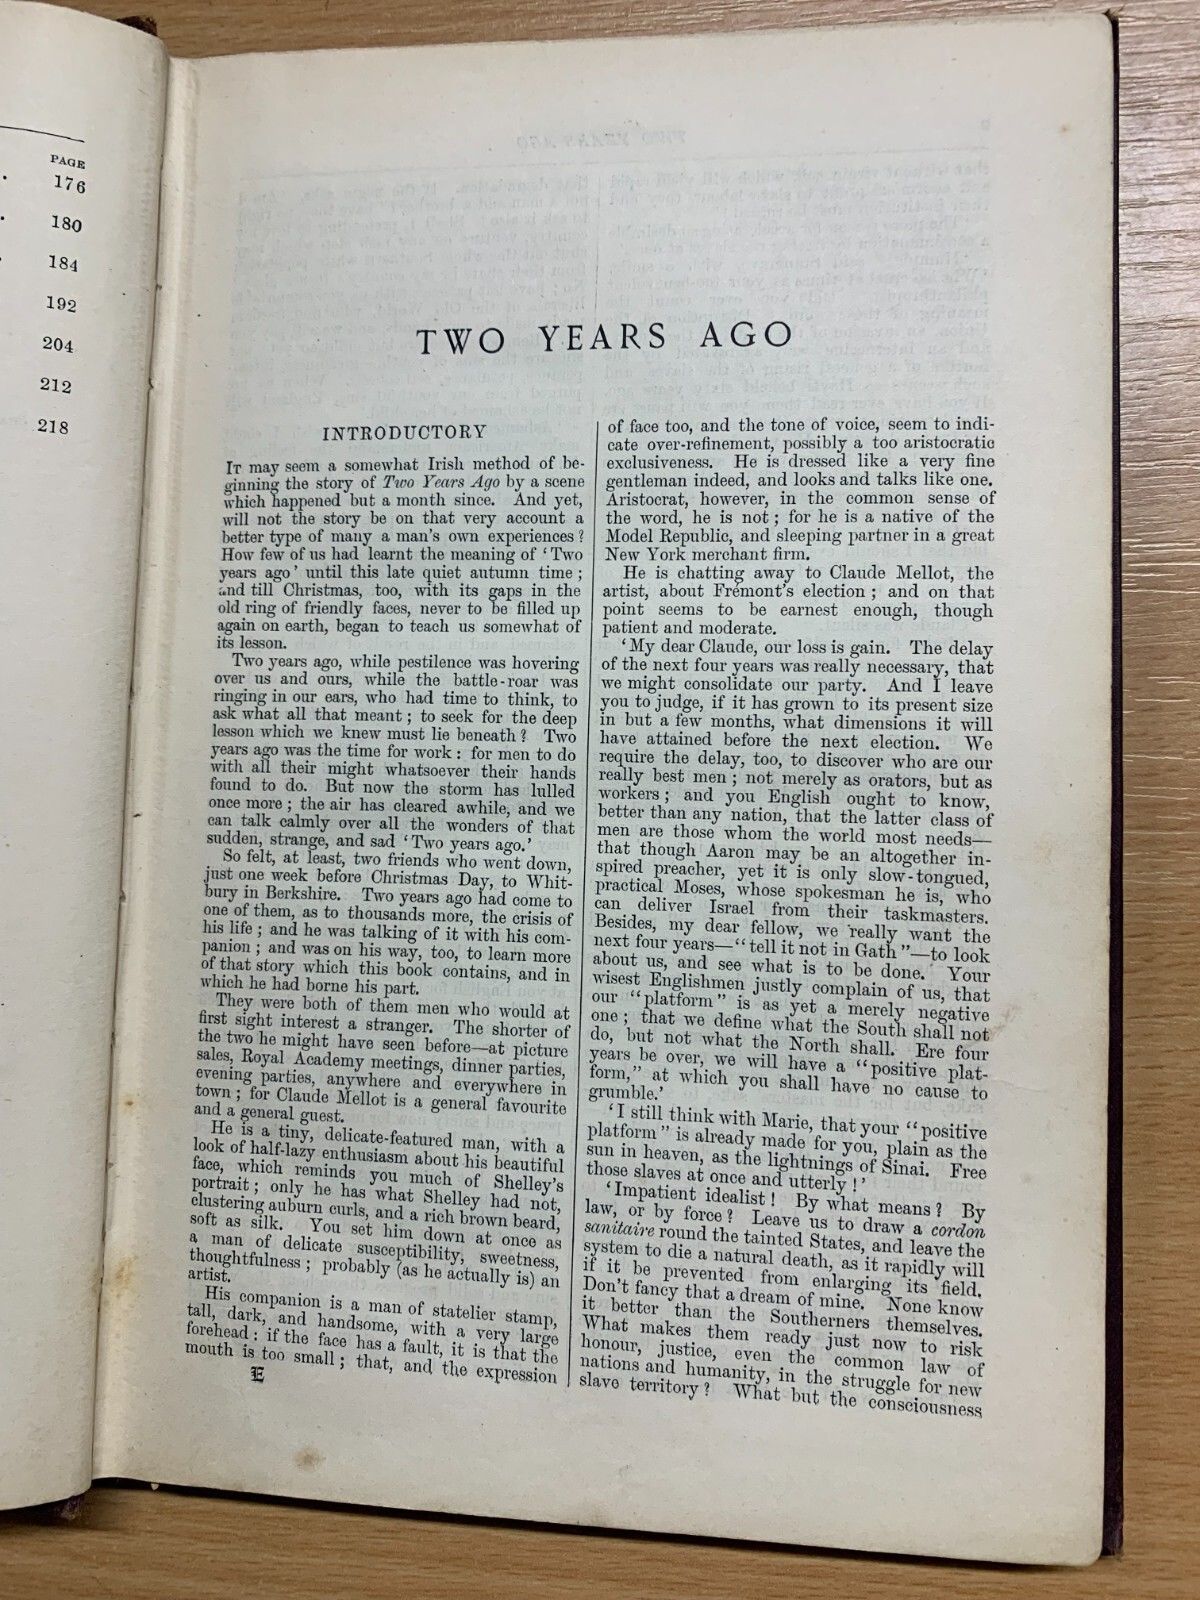 PAGE
176
180
184
192
204
212
218
TWO YEARS AGO
INTRODUCTORY
IT may seem a somewhat Irish method of be-
ginning the story of Two Years Ago by a scene
which happened but a month since. And yet,
will not the story be on that very account a
better type of many a man's own experiences?
How few of us had learnt the meaning of 'Two
years ago' until this late quiet autumn time;
and till Christmas, too, with its gaps in the
old ring of friendly faces, never to be filled up
again on earth, began to teach us somewhat of
its lesson.
Two years ago, while pestilence was hovering
over us and ours, while the battle-roar was
ringing in our ears, who had time to think, to
ask what all that meant; to seek for the deep
lesson which we knew must lie beneath? Two
years ago was the time for work: for men to do
with all their might whatsoever their hands
found to do. But now the storm has lulled
once more; the air has cleared awhile, and we
can talk calmly over all the wonders of that
sudden, strange, and sad 'Two years ago.'
So felt, at least, two friends who went down,
just one week before Christmas Day, to Whit-
bury in Berkshire. Two years ago had come to
one of them, as to thousands more, the crisis of
his life; and he was talking of it with his com-
panion; and was on his way, too, to learn more
of that story which this book contains, and in
which he had borne his part.
They were both of them men who would at
first sight interest a stranger. The shorter of
the two he might have seen before—at picture
sales, Royal Academy meetings, dinner parties,
evening parties, anywhere and everywhere in
town; for Claude Mellot is a general favourite
and a general guest.
He is a tiny, delicate-featured man, with a
look of half-lazy enthusiasm about his beautiful
face, which reminds you much of Shelley's
portrait; only he has what Shelley had not,
clustering auburn curls, and a rich brown beard,
soft as silk. You set him down at once as
a man of delicate susceptibility, sweetness,
thoughtfulness; probably (as he actually is) an
artist.
His companion is a man of statelier stamp,
tall, dark, and handsome, with a very large
forehead: if the face has a fault, it is that the
mouth is too small; that, and the expression
E
of face too, and the tone of voice, seem to indi-
cate over-refinement, possibly a too aristocratic
exclusiveness. He is dressed like a very fine
gentleman indeed, and looks and talks like one.
Aristocrat, however, in the common sense of
the word, he is not; for he is a native of the
Model Republic, and sleeping partner in a great
New York merchant firm.
He is chatting away to Claude Mellot, the
artist, about Frémont's election; and on that
point seems to be earnest enough, though
patient and moderate.
'My dear Claude, our loss is gain. The delay
of the next four years was really necessary, that
we might consolidate our party. And I leave
you to judge, if it has grown to its present size
in but a few months, what dimensions it will
have attained before the next election. We
require the delay, too, to discover who are our
really best men; not merely as orators, but as
workers; and you English ought to know,
better than any nation, that the latter class of
men are those whom the world most needs—
that though Aaron may be an altogether in-
spired preacher, yet it is only slow-tongued,
practical Moses, whose spokesman he is, who
can deliver Israel from their taskmasters.
Besides, my dear fellow, we really want the
next four years—"tell it not in Gath"—to look
about us, and see what is to be done. Your
wisest Englishmen justly complain of us, that
our "platform" is as yet a merely negative
one; that we define what the South shall not
do, but not what the North shall. Ere four
years be over, we will have a "positive plat-
form," at which you shall have no cause to
grumble.'
'I still think with Marie, that your "positive
platform" is already made for you, plain as the
sun in heaven, as the lightnings of Sinai. Free
those slaves at once and utterly!'
'Impatient idealist! By what means? By
law, or by force? Leave us to draw a cordon
sanitaire round the tainted States, and leave the
system to die a natural death, as it rapidly will
if it be prevented from enlarging its field.
Don't fancy that a dream of mine. None know
it better than the Southerners themselves.
What makes them ready just now to risk
honour, justice, even the common law of
nations and humanity, in the struggle for new
slave territory? What but the consciousness